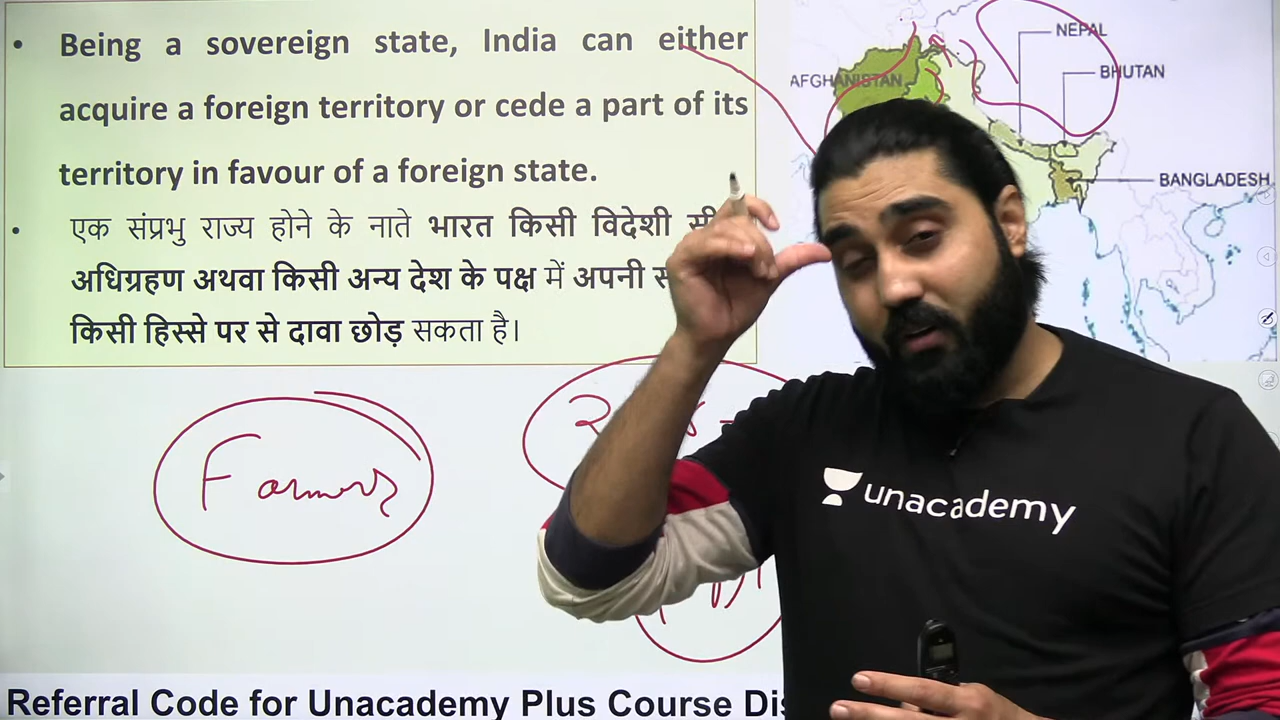 Being a sovereign state, India can either
acquire a foreign territory or cede a part of its
territory in favour of a foreign state.
एक संप्रभु राज्य होने के नाते भारत किसी विदेशी
अधिग्रहण अथवा किसी अन्य देश के पक्ष में अपनी
किसी हिस्से पर से दावा छोड़ सकता है।
NEPAL
AFGHANISTAN
BHUTAN
BANGLADESH
Farmers
unacademy
Referral Code for Unacademy Plus Course